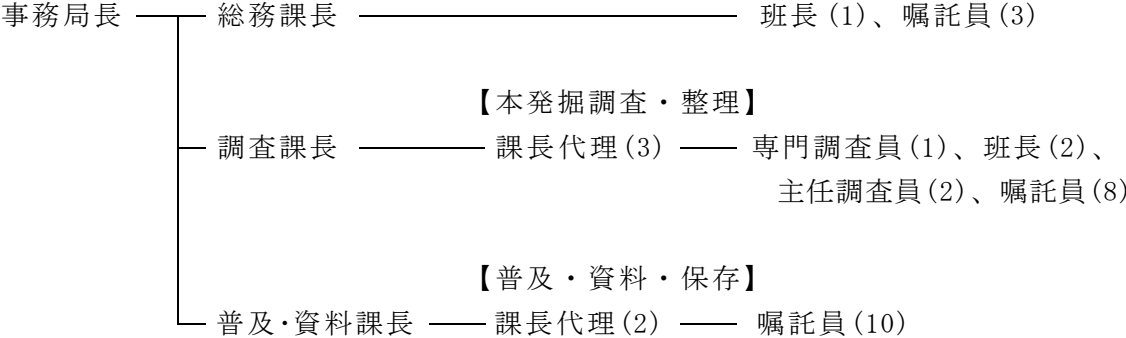 事務局長 総務課長 班長(1)、嘱託員(3)
【本発掘調査・整理】
調査課長 課長代理(3) 専門調査員(1)、班長(2)、
主任調査員(2)、嘱託員(8)
【普及・資料・保存】
普及・資料課長 課長代理(2) 嘱託員(10)